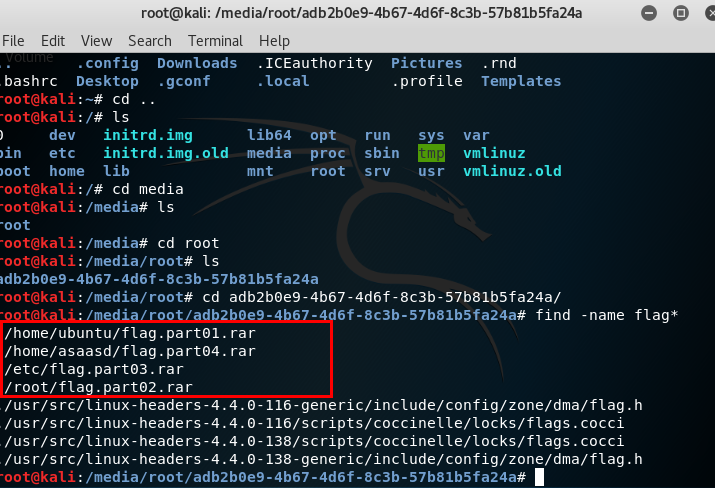 root@kali: /media/root/adb2b0e9-4b67-4d6f-8c3b-57b81b5fa24a
File Edit View Search Terminal Help
Volume
.. .config Downloads .ICEauthority Pictures .rnd
.bashrc Desktop .gconf .local .profile Templates
root@kali:~# cd ..
root@kali:/# ls
0 dev initrd.img lib64 opt run sys var
bin etc initrd.img.old media proc sbin tmp vmlinuz
boot home lib mnt root srv usr vmlinuz.old
root@kali:/# cd media
root@kali:/media# ls
root
root@kali:/media# cd root
root@kali:/media/root# ls
adb2b0e9-4b67-4d6f-8c3b-57b81b5fa24a
root@kali:/media/root# cd adb2b0e9-4b67-4d6f-8c3b-57b81b5fa24a/
root@kali:/media/root/adb2b0e9-4b67-4d6f-8c3b-57b81b5fa24a# find -name flag*
/home/ubuntu/flag.part01.rar
/home/asaasd/flag.part04.rar
/etc/flag.part03.rar
/root/flag.part02.rar
./usr/src/linux-headers-4.4.0-116-generic/include/config/zone/dma/flag.h
./usr/src/linux-headers-4.4.0-116/scripts/coccinelle/locks/flags.cocci
./usr/src/linux-headers-4.4.0-138/scripts/coccinelle/locks/flags.cocci
./usr/src/linux-headers-4.4.0-138-generic/include/config/zone/dma/flag.h
root@kali:/media/root/adb2b0e9-4b67-4d6f-8c3b-57b81b5fa24a#